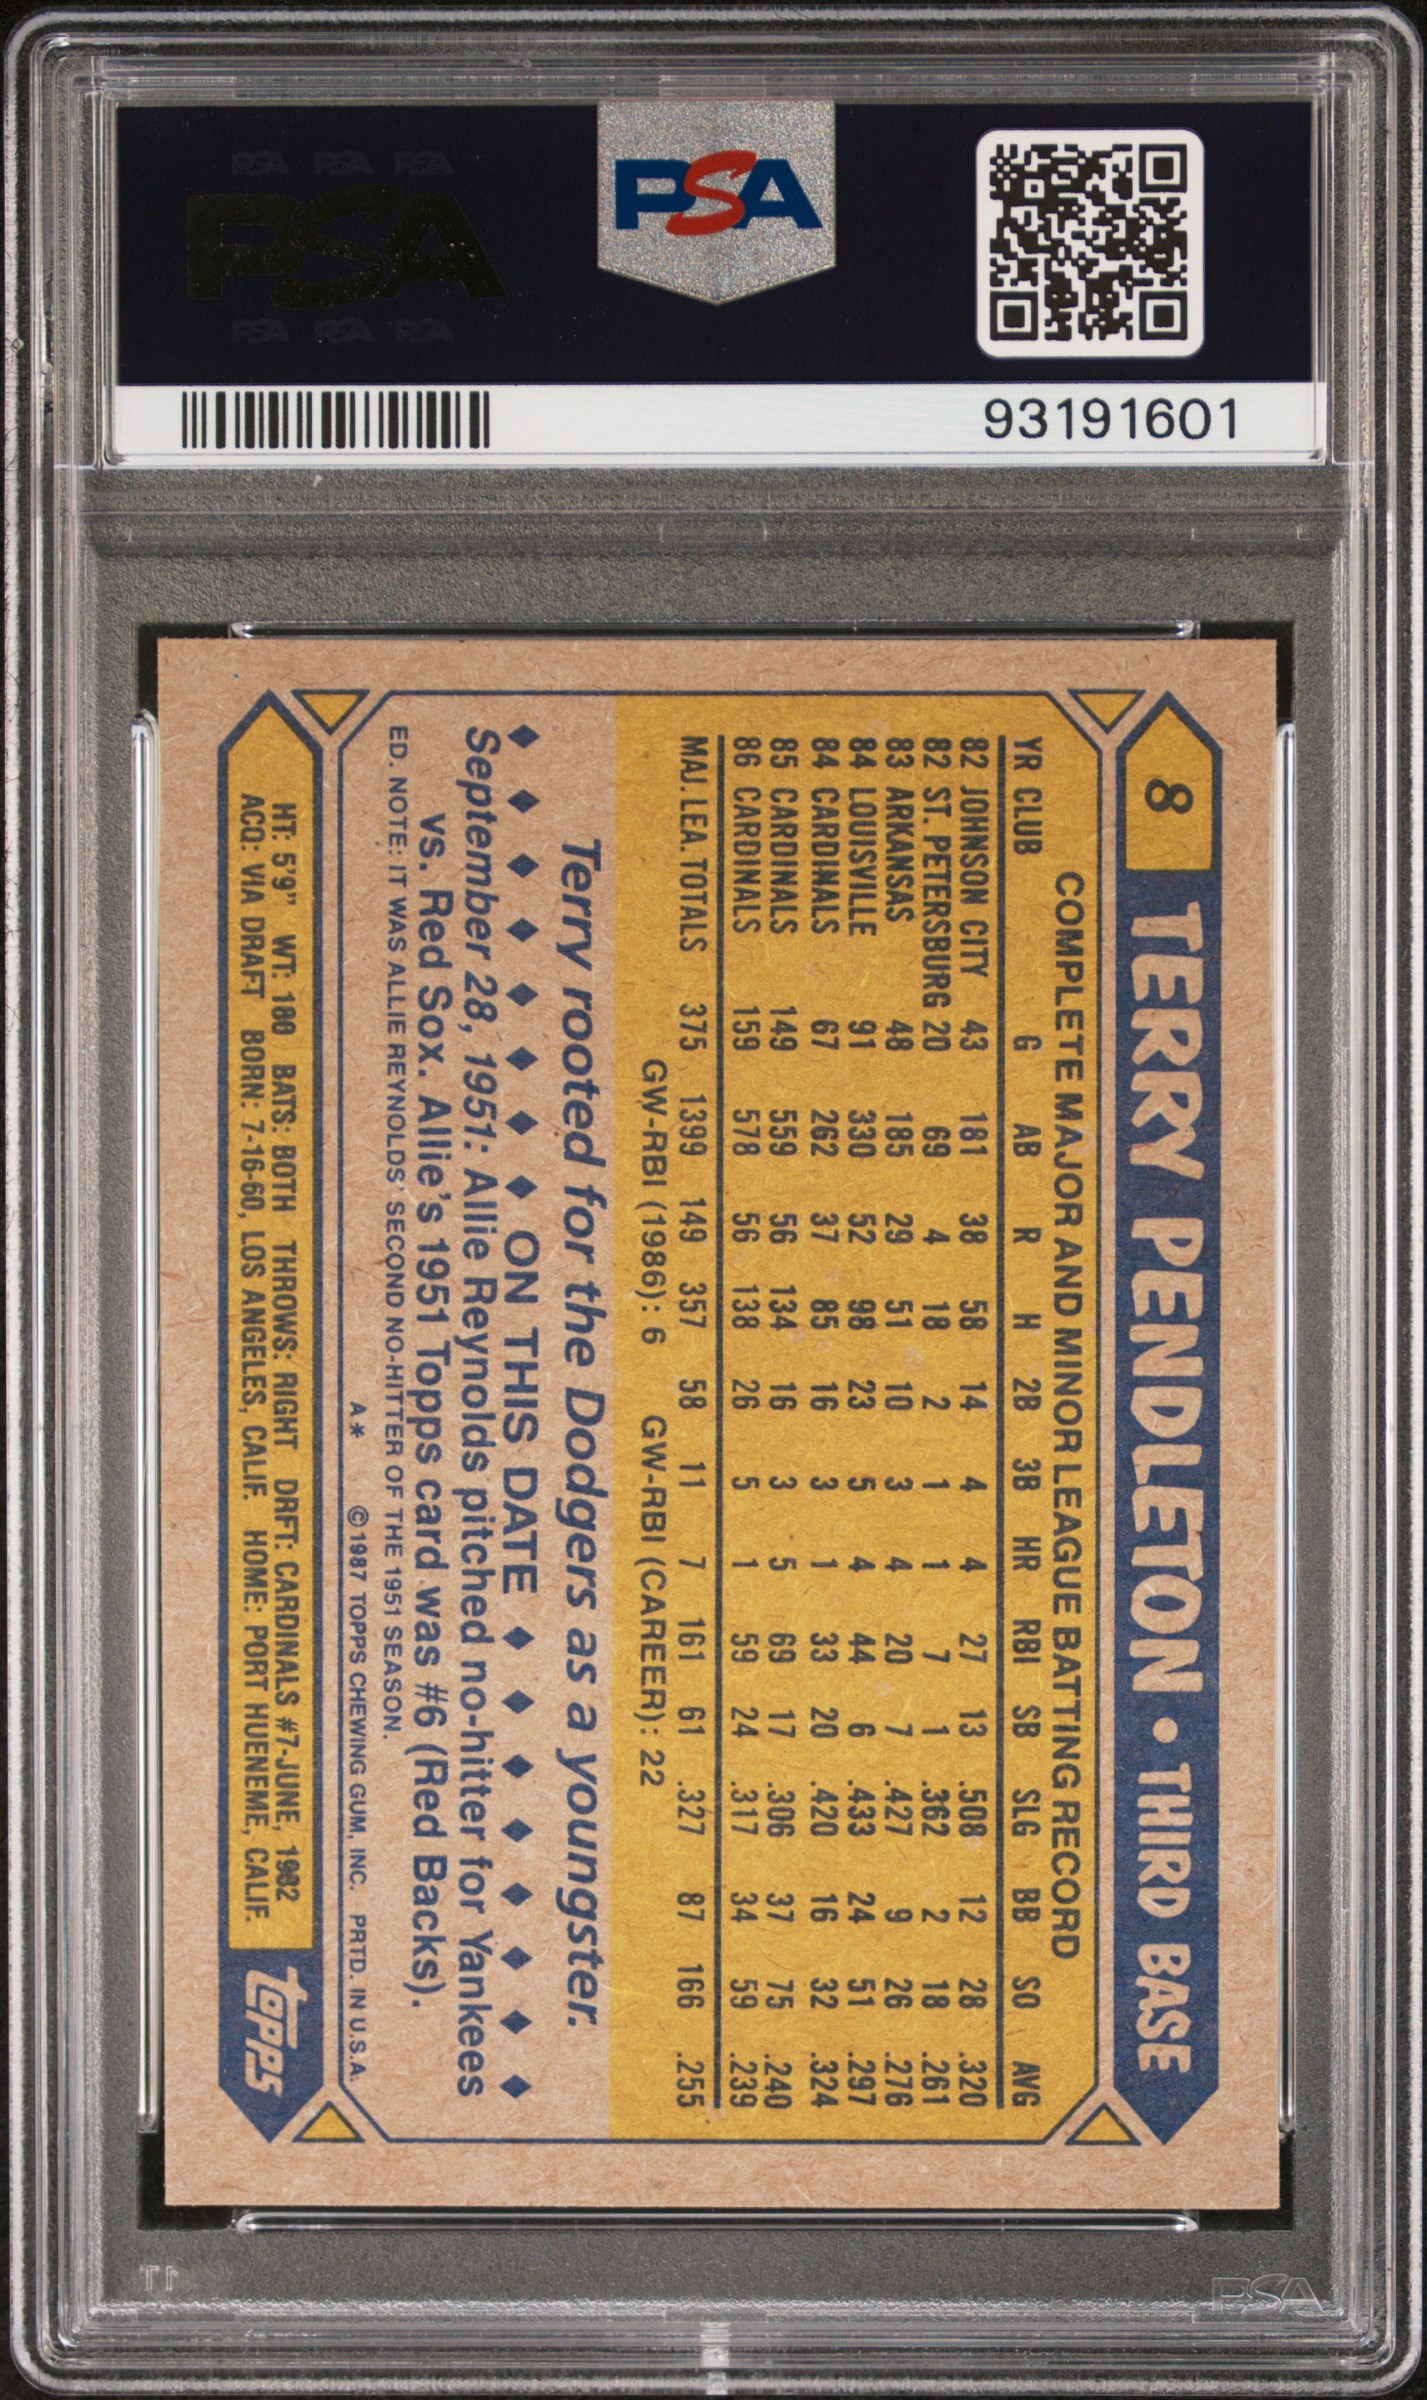 PSA PSA PSA
PSA
PSA PSA PSA
PSA
93191601
8 TERRY PENDLETON • THIRD BASE
COMPLETE MAJOR AND MINOR LEAGUE BATTING RECORD
YR CLUB G AB R H 2B 3B HR RBI SB SLG BB SO AVG
82 JOHNSON CITY 43 181 38 58 14 4 4 27 13 .508 12 28 .320
82 ST. PETERSBURG 20 69 4 18 2 1 1 7 1 .362 2 18 .261
83 ARKANSAS 48 185 29 51 10 3 4 20 7 .427 9 26 .276
84 LOUISVILLE 91 330 52 98 23 5 4 44 6 .433 24 51 .297
84 CARDINALS 67 262 37 85 16 3 1 33 20 .420 16 32 .324
85 CARDINALS 149 559 56 134 16 3 5 69 17 .306 37 75 .240
86 CARDINALS 159 578 56 138 26 5 1 59 24 .317 34 59 .239
MAJ. LEA. TOTALS 375 1399 149 357 58 11 7 161 61 .327 87 166 .255
GW-RBI (1986): 6 GW-RBI (CAREER): 22
Terry rooted for the Dodgers as a youngster.
◆ ◆ ◆ ◆ ◆ ◆ ◆ ◆ ON THIS DATE ◆ ◆ ◆ ◆ ◆ ◆ ◆ ◆
September 28, 1951: Allie Reynolds pitched no-hitter for Yankees
vs. Red Sox. Allie's 1951 Topps card was #6 (Red Backs).
ED. NOTE: IT WAS ALLIE REYNOLDS' SECOND NO-HITTER OF THE 1951 SEASON.
A* ©1987 TOPPS CHEWING GUM, INC. PRTD. IN U.S.A.
HT: 5'9" WT: 180 BATS: BOTH THROWS: RIGHT DRFT: CARDINALS #7-JUNE, 1982
ACQ: VIA DRAFT BORN: 7-16-60, LOS ANGELES, CALIF. HOME: PORT HUENEME, CALIF.
TOPPS
PSA